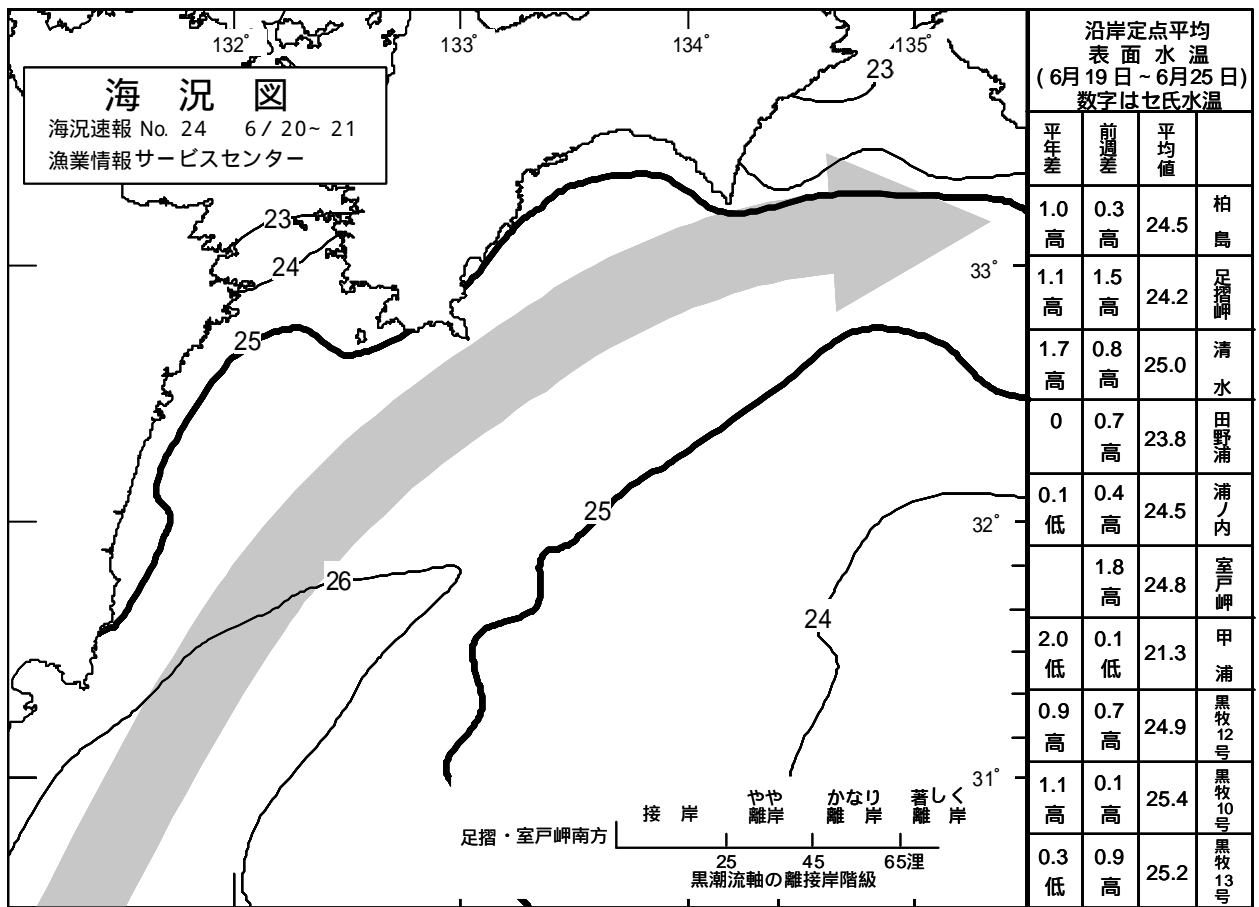 132°
133°
134°
135°
海 況 図
海況速報 No. 24 6/20~21
漁業情報サービスセンター
23
23
24
25
33°
25
32°
26
24
31°
接 岸
やや
離岸
かなり
離 岸
著しく
離 岸
足摺・室戸岬南方
25 45 65浬
黒潮流軸の離接岸階級
沿岸定点平均
表 面 水 温
(6月19日~6月25日)
数字はセ氏水温
平年差 前週差 平均値
1.0高 0.3高 24.5 柏島
1.1高 1.5高 24.2 足摺岬
1.7高 0.8高 25.0 清水
0 0.7高 23.8 田野浦
0.1低 0.4高 24.5 浦ノ内
1.8高 24.8 室戸岬
2.0低 0.1低 21.3 甲浦
0.9高 0.7高 24.9 黒牧12号
1.1高 0.1高 25.4 黒牧10号
0.3低 0.9高 25.2 黒牧13号